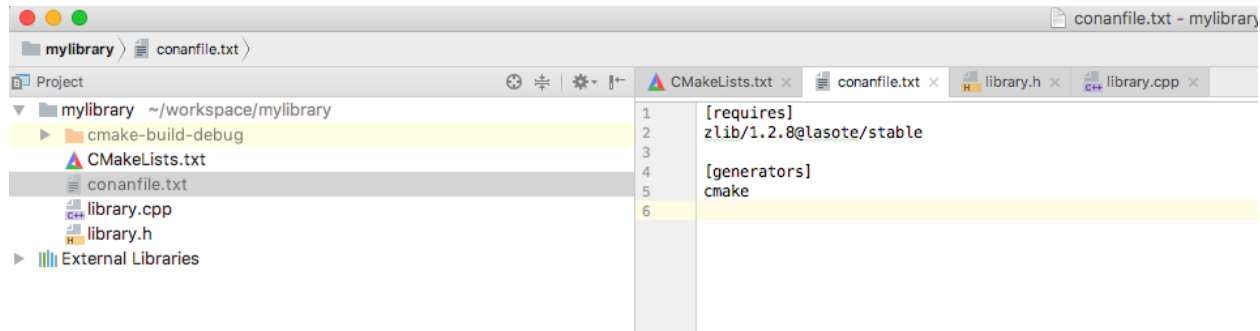 conanfile.txt - mylibrary
mylibrary conanfile.txt
Project
mylibrary ~/workspace/mylibrary
cmake-build-debug
CMakeLists.txt
conanfile.txt
C++ library.cpp
H library.h
External Libraries
CMakeLists.txt conanfile.txt H library.h C++ library.cpp
1 [requires]
2 zlib/1.2.8@lasote/stable
3
4 [generators]
5 cmake
6